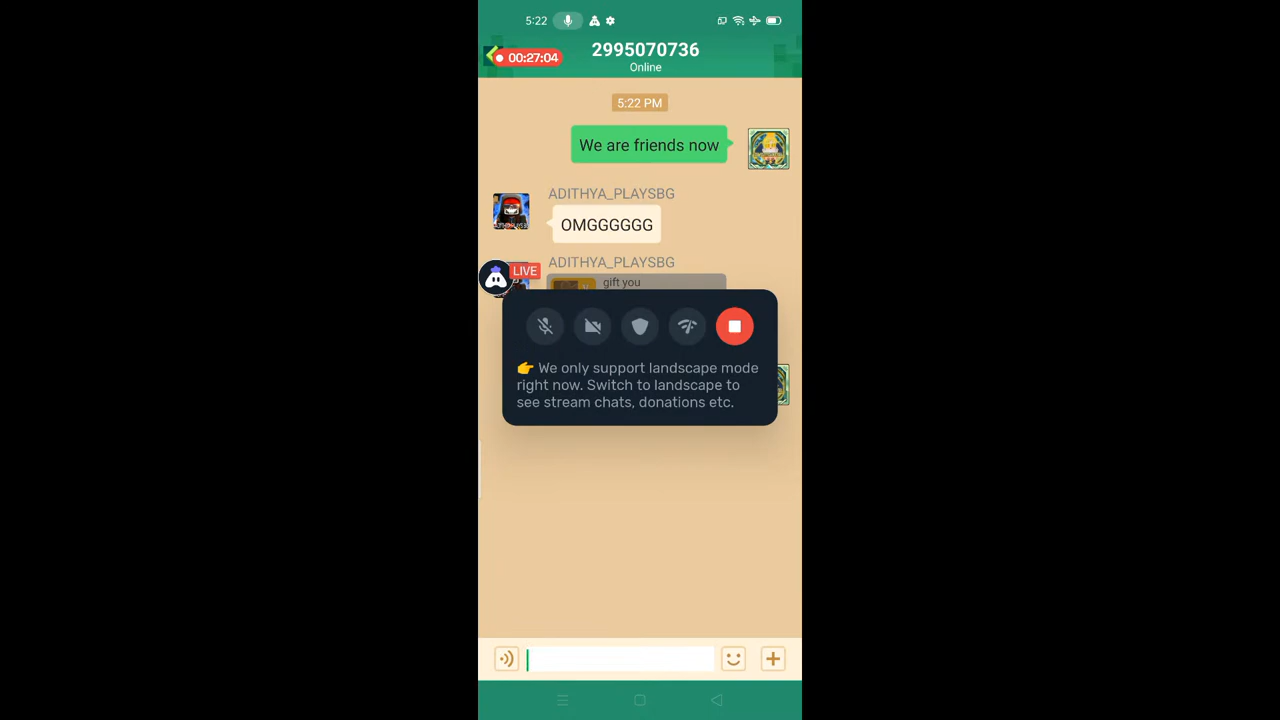 5:22
00:27:04
2995070736
Online
5:22 PM
We are friends now
ADITHYA_PLAYSBG
OMGGGGGG
ADITHYA_PLAYSBG
LIVE
gift you
👉 We only support landscape mode
right now. Switch to landscape to
see stream chats, donations etc.